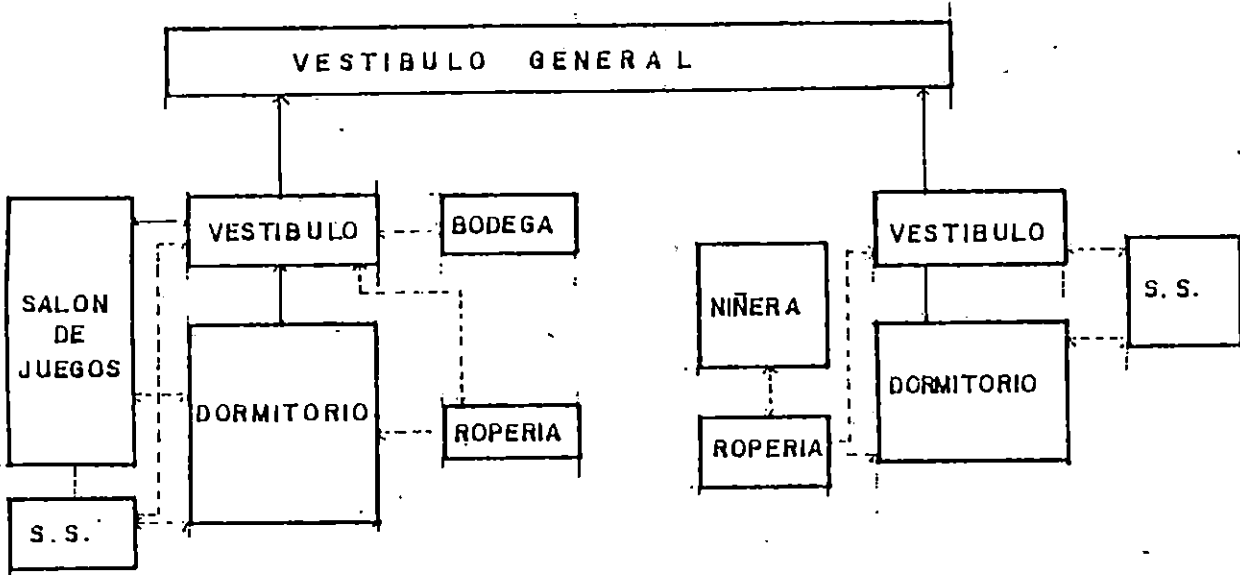 VESTIBULO GENERAL
VESTIBULO
BODEGA
SALON
DE
JUEGOS
DORMITORIO
ROPERIA
S.S.
VESTIBULO
NIÑERA
S.S.
DORMITORIO
ROPERIA